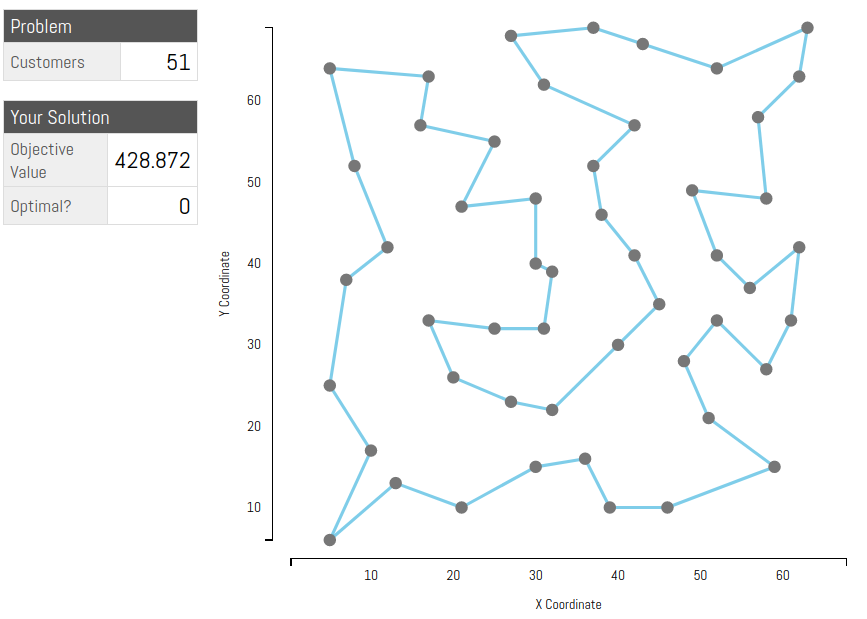 Problem
Customers 51
Your Solution
Objective
Value 428.872
Optimal? 0
Y Coordinate
60
50
40
30
20
10
10 20 30 40 50 60
X Coordinate